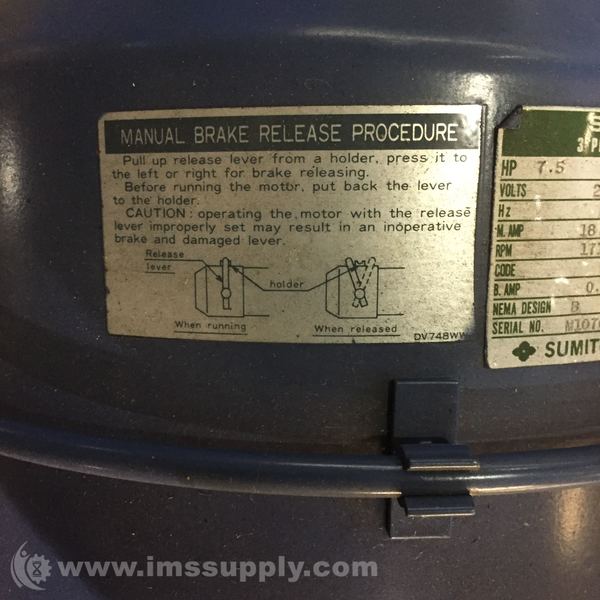 MANUAL BRAKE RELEASE PROCEDURE
Pull up release lever from a holder, press it to
the left or right for brake releasing.
Before running the motor, put back the lever
to the holder.
CAUTION : operating the motor with the release
lever improperly set may result in an inoperative
brake and damaged lever.
Release
lever
holder
When running
When released
DV748WW
HP 7.5
VOLTS 2
Hz
M. AMP 18.
RPM 17
CODE
B. AMP 0.
NEMA DESIGN B
SERIAL NO. M107
SUMIT
www.imssupply.com